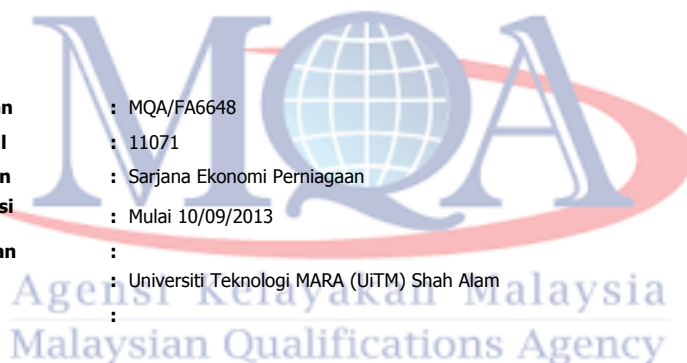 MQA
an : MQA/FA6648
l : 11071
n : Sarjana Ekonomi Perniagaan
si
: Mulai 10/09/2013
an :
: Universiti Teknologi MARA (UiTM) Shah Alam
Agensi Kelayakan Malaysia
:
Malaysian Qualifications Agency